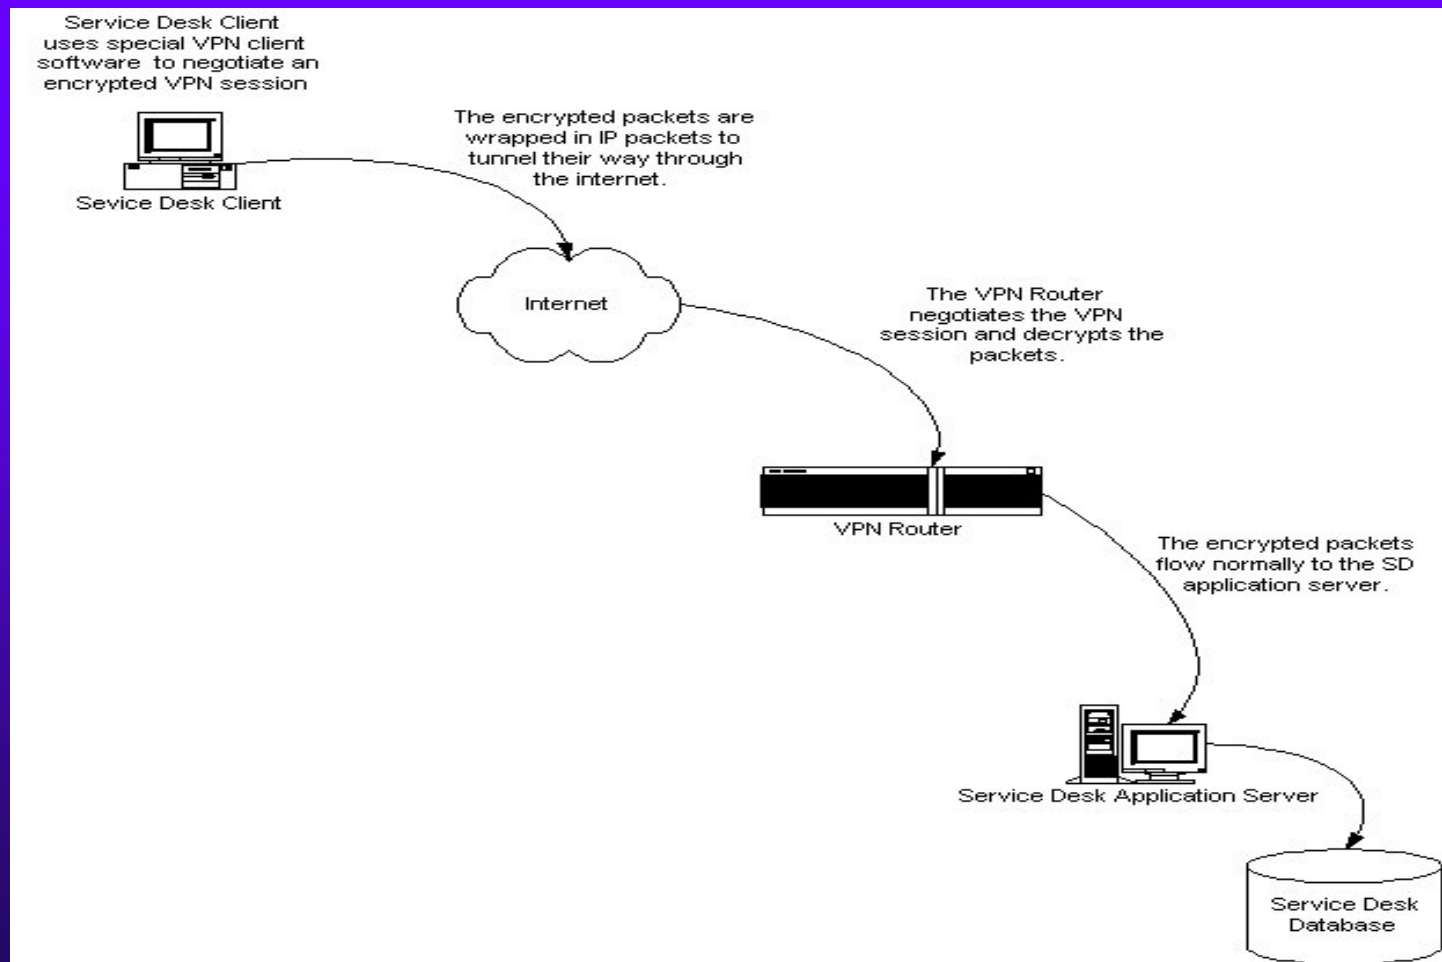 Service Desk Client
uses special VPN client
software to negotiate an
encrypted VPN session
The encrypted packets are
wrapped in IP packets to
tunnel their way through
the internet.
Sevice Desk Client
Internet
The VPN Router
negotiates the VPN
session and decrypts the
packets.
VPN Router
The encrypted packets
flow normally to the SD
application server.
Service Desk Application Server
Service Desk
Database